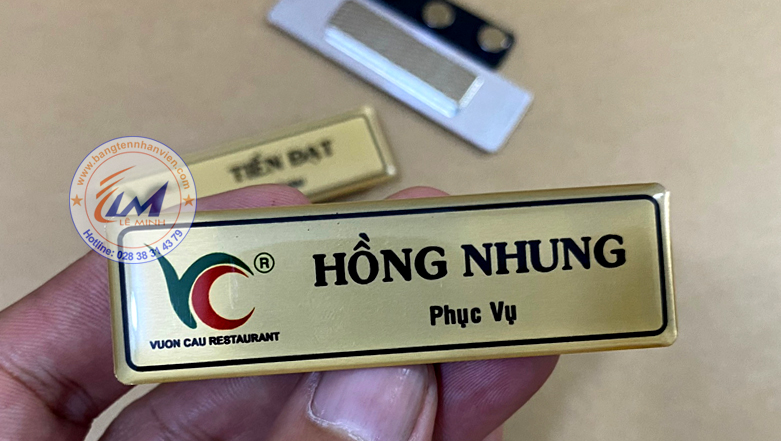 www.bangtennhanvien.com
LM
LÊ MINH
Hotline: 028 38 31 43 79
TIẾN ĐẠT
VC ®
VUON CAU RESTAURANT
HỒNG NHUNG
Phục Vụ